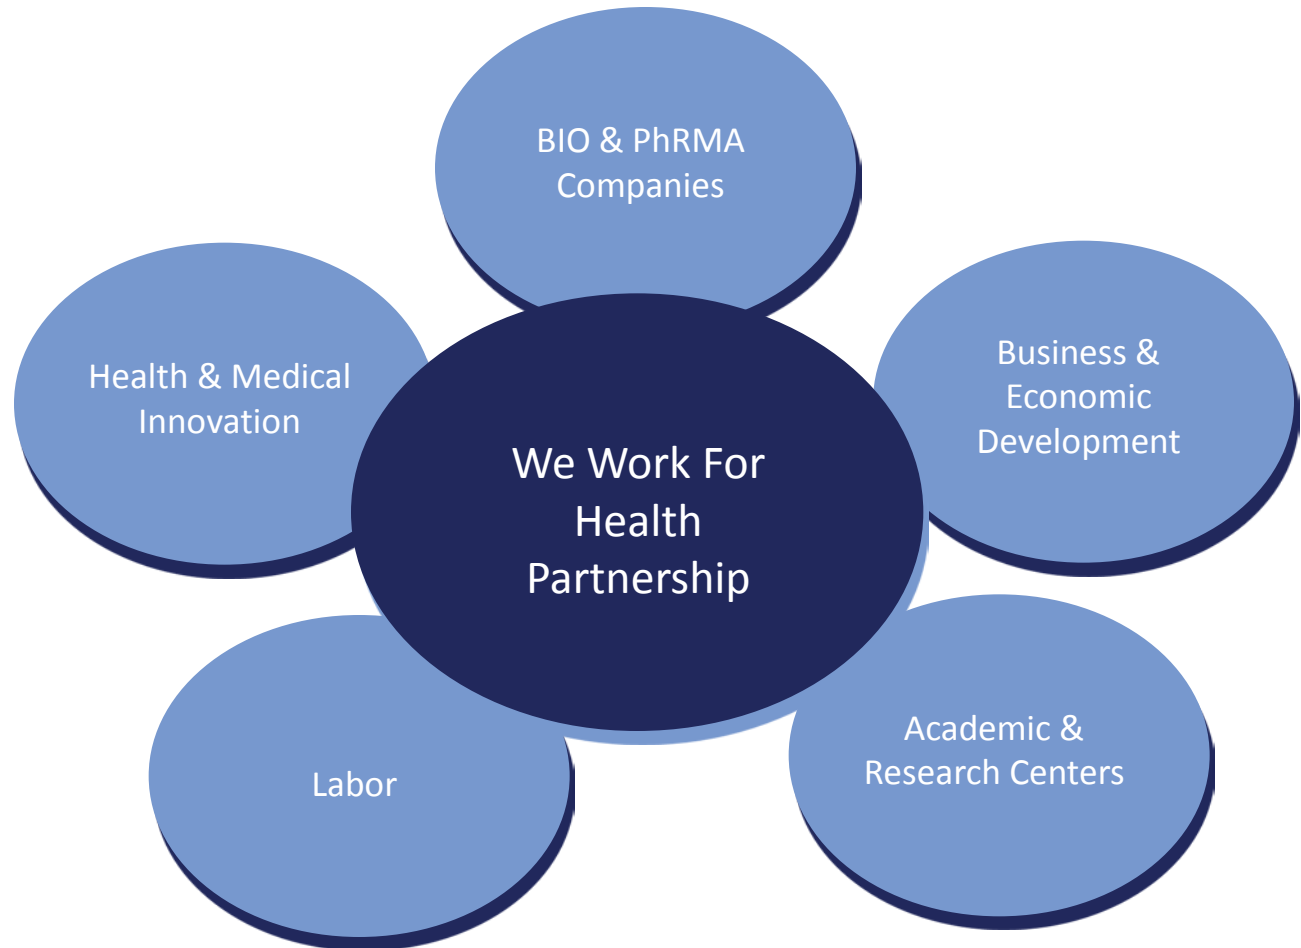 BIO & PhRMA
Companies
Health & Medical
Innovation
Business &
Economic
Development
We Work For
Health
Partnership
Labor
Academic &
Research Centers